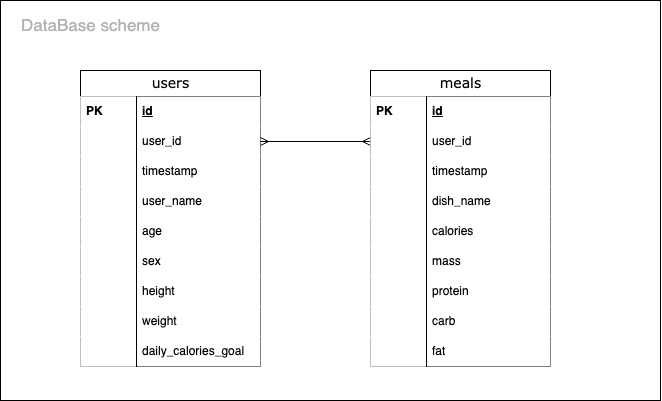 DataBase scheme
users
PK id
user_id
timestamp
user_name
age
sex
height
weight
daily_calories_goal
meals
PK id
user_id
timestamp
dish_name
calories
mass
protein
carb
fat